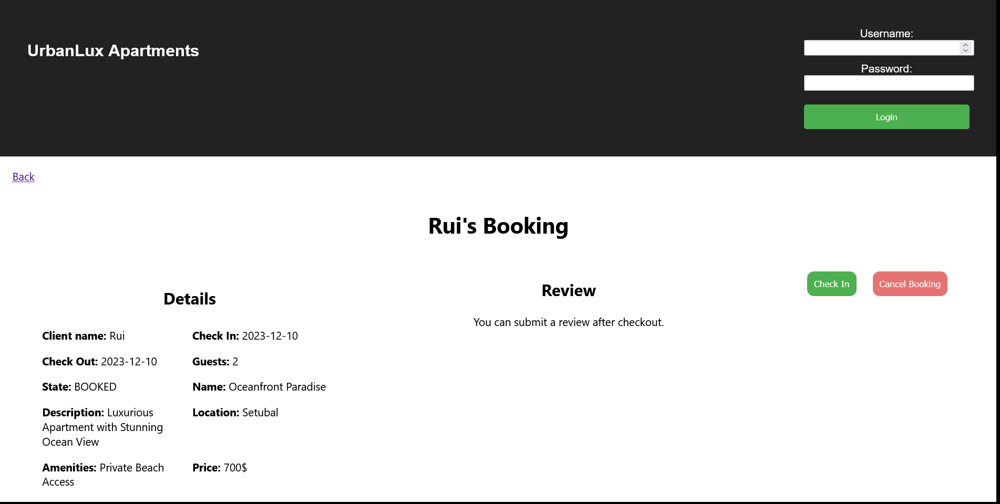 UrbanLux Apartments
Username:
Password:
Login
Back
Rui's Booking
Details
Client name: Rui
Check In: 2023-12-10
Check Out: 2023-12-10
Guests: 2
State: BOOKED
Name: Oceanfront Paradise
Description: Luxurious
Apartment with Stunning
Ocean View
Location: Setubal
Amenities: Private Beach
Access
Price: 700$
Review
You can submit a review after checkout.
Check In
Cancel Booking